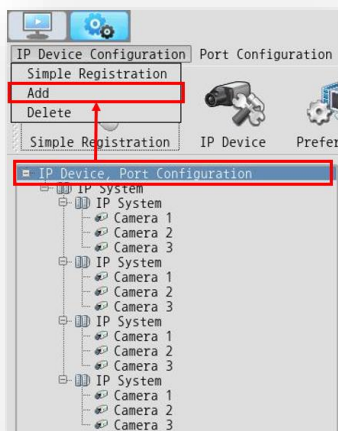 IP Device Configuration Port Configuration
Simple Registration
Add
Delete
Simple Registration IP Device Prefer
IP Device, Port Configuration
IP System
IP System
Camera 1
Camera 2
Camera 3
IP System
Camera 1
Camera 2
Camera 3
IP System
Camera 1
Camera 2
Camera 3
IP System
Camera 1
Camera 2
Camera 3